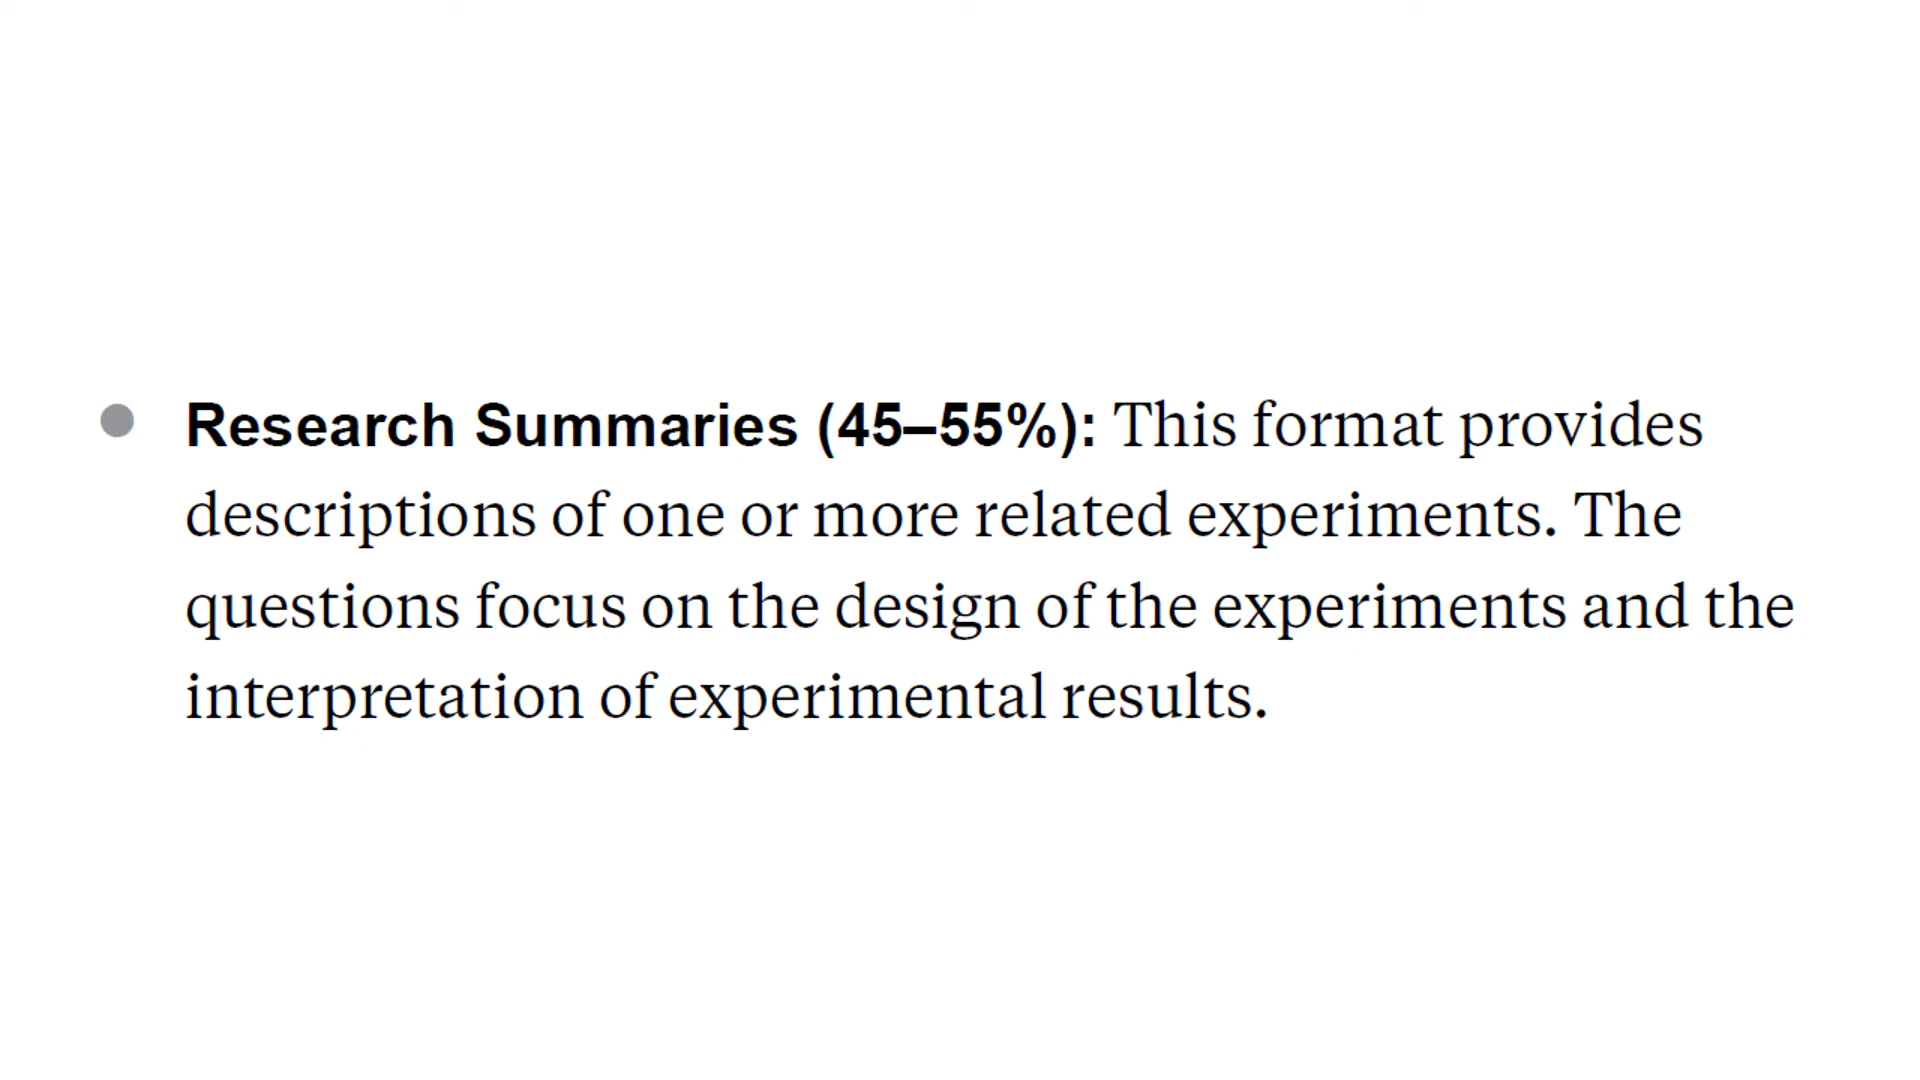 ● Research Summaries (45–55%): This format provides
descriptions of one or more related experiments. The
questions focus on the design of the experiments and the
interpretation of experimental results.